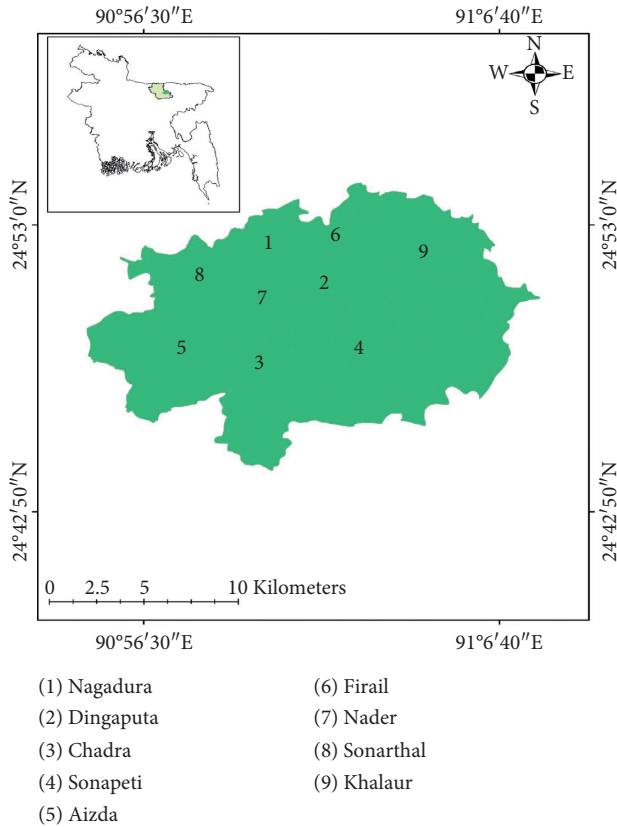 90°56′30″E 91°6′40″E
N
W E
S
24°53′0″N 24°53′0″N
6
1
9
8
2
7
5 4
3
24°42′50″N 24°42′50″N
0 2.5 5 10 Kilometers
90°56′30″E 91°6′40″E
(1) Nagadura
(2) Dingaputa
(3) Chadra
(4) Sonapeti
(5) Aizda
(6) Firail
(7) Nader
(8) Sonarthal
(9) Khalaur